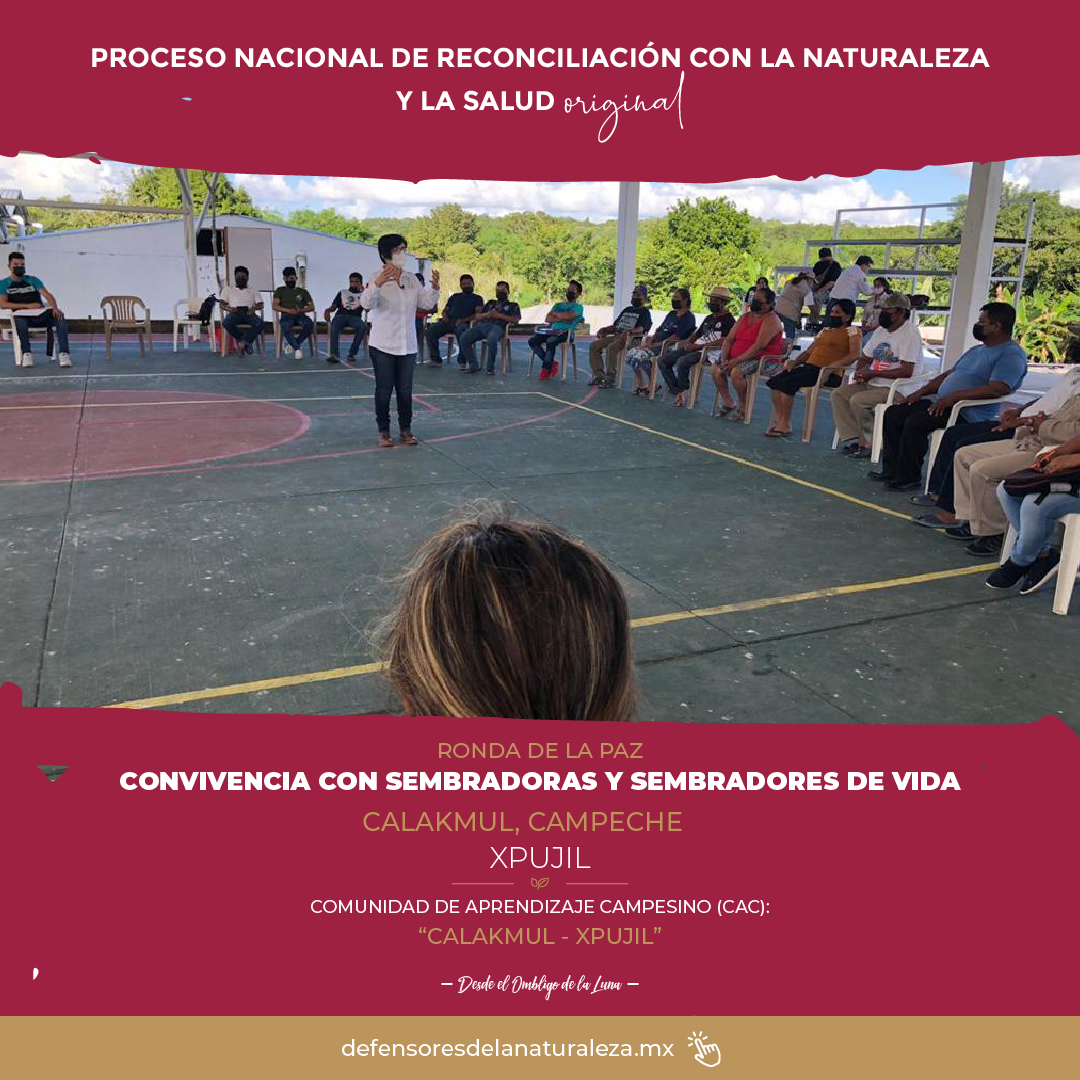 PROCESO NACIONAL DE RECONCILIACIÓN CON LA NATURALEZA
Y LA SALUD original
RONDA DE LA PAZ
CONVIVENCIA CON SEMBRADORAS Y SEMBRADORES DE VIDA
CALAKMUL, CAMPECHE
XPUJIL
COMUNIDAD DE APRENDIZAJE CAMPESINO (CAC):
“CALAKMUL - XPUJIL”
— Desde el Ombligo de la Luna —
defensoresdelanaturaleza.mx